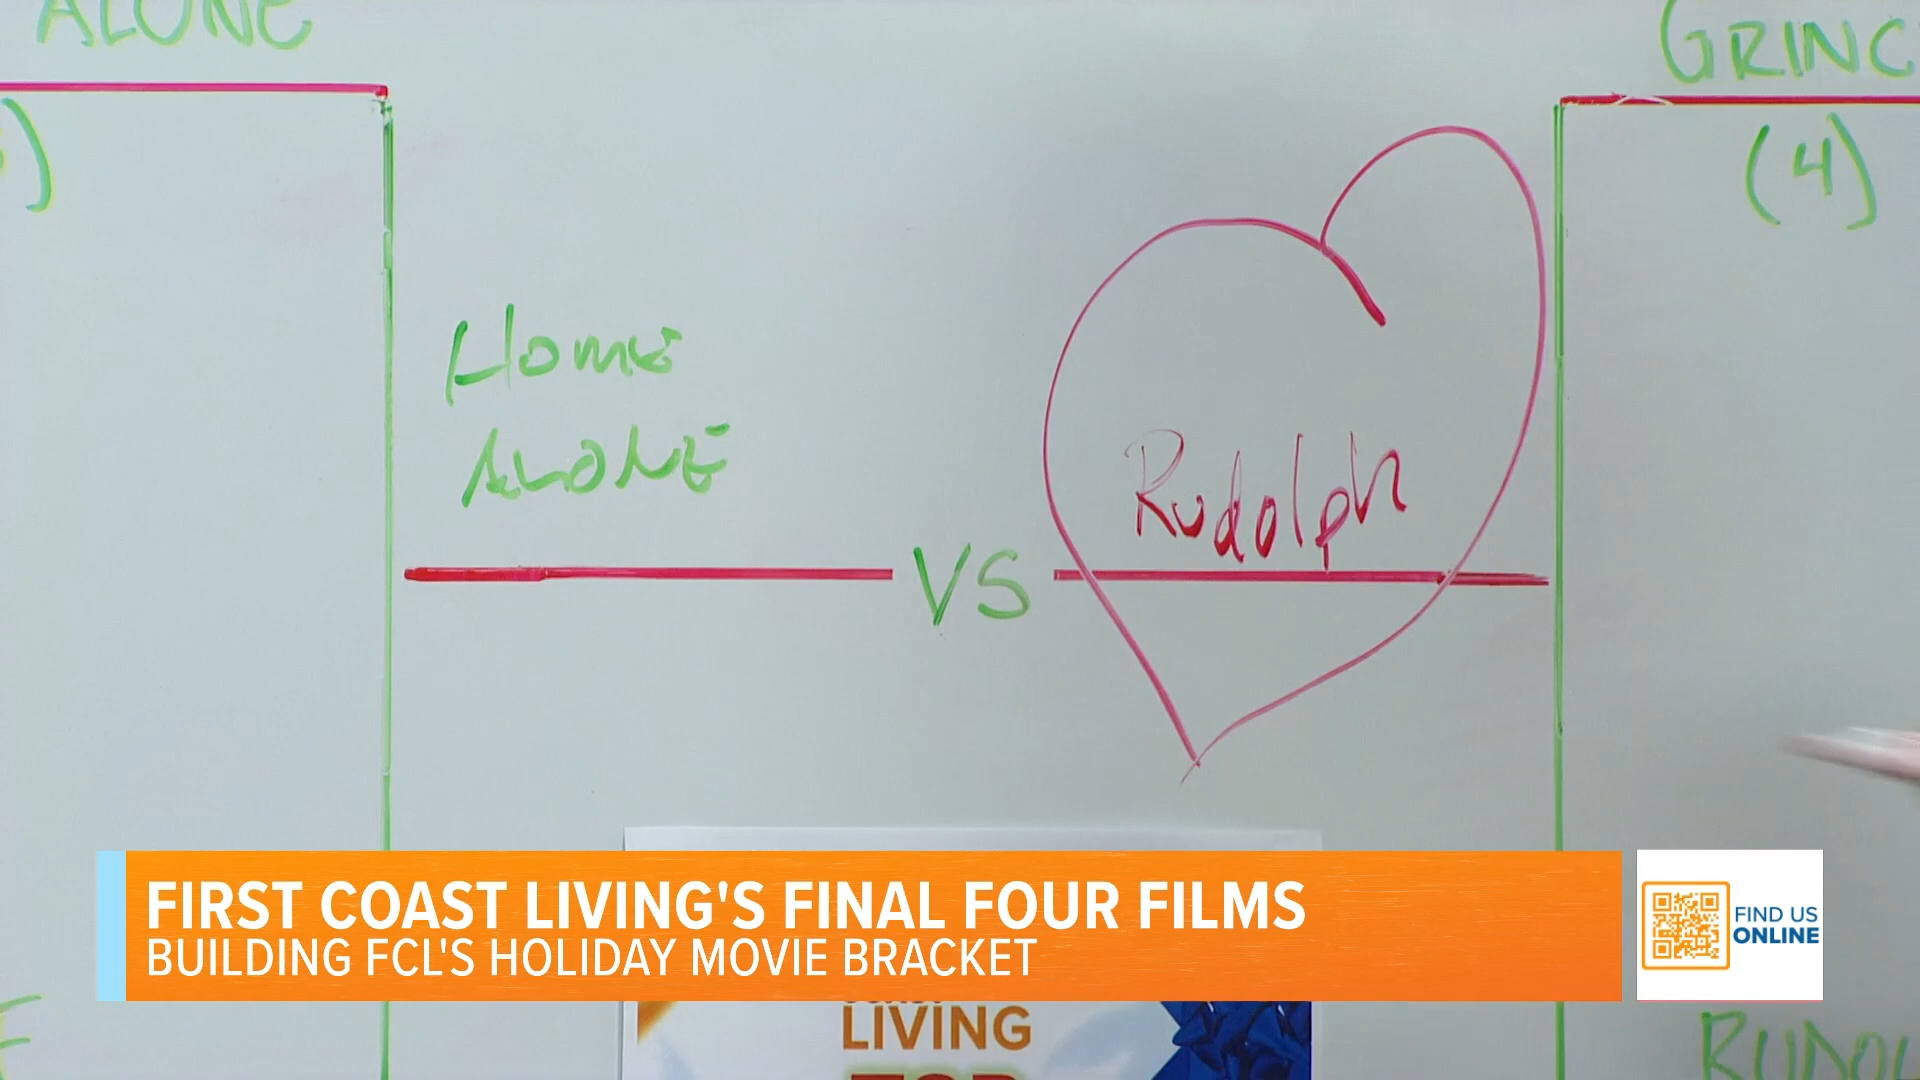 ALONE
GRINC
)
(4)
HOME
ALONE
Rudolph
VS
FIRST COAST LIVING'S FINAL FOUR FILMS
BUILDING FCL'S HOLIDAY MOVIE BRACKET
FIND US
ONLINE
LIVING
RUDOL